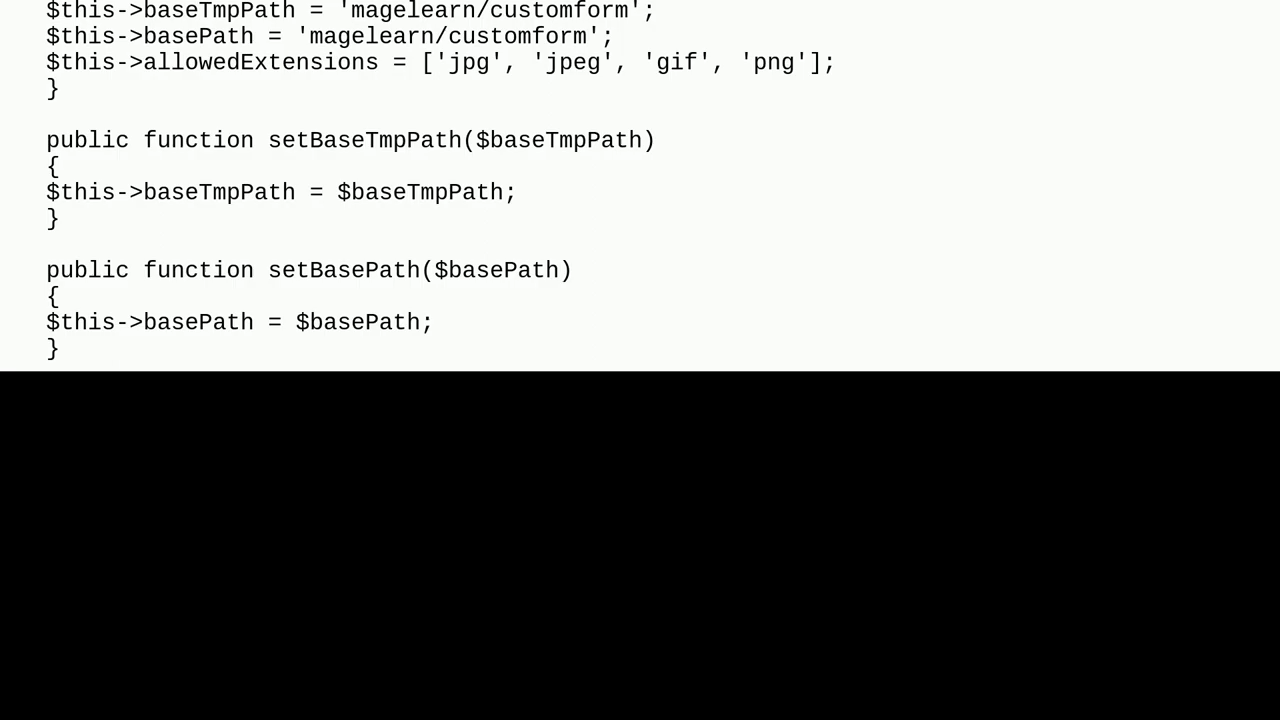 $this->baseTmpPath = 'magelearn/customform';
$this->basePath = 'magelearn/customform';
$this->allowedExtensions = ['jpg', 'jpeg', 'gif', 'png'];
}
public function setBaseTmpPath($baseTmpPath)
{
$this->baseTmpPath = $baseTmpPath;
}
public function setBasePath($basePath)
{
$this->basePath = $basePath;
}